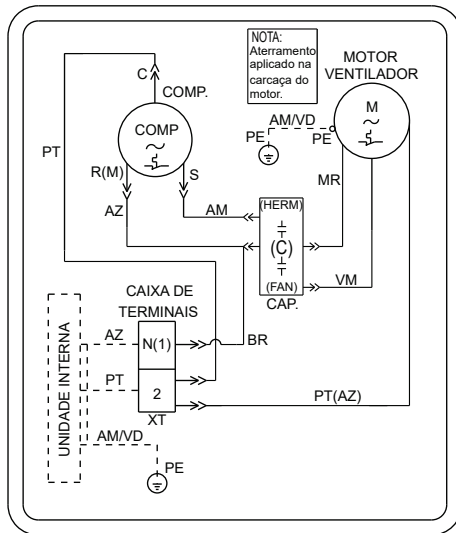 NOTA:
Aterramento
aplicado na
carcaça do
motor.
MOTOR
VENTILADOR
C
COMP.
COMP
M
AM/VD
PE
PE
PT
R(M)
S
AZ
AM
MR
(HERM)
(C)
(FAN)
CAP.
VM
CAIXA DE
TERMINAIS
UNIDADE INTERNA
AZ
N(1)
BR
PT
2
PT(AZ)
XT
AM/VD
PE